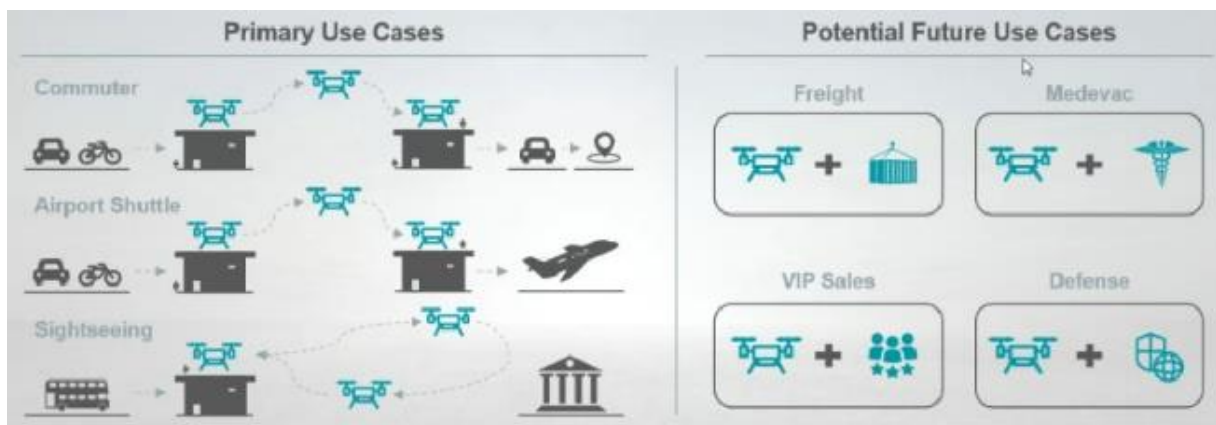 Primary Use Cases
Commuter
Airport Shuttle
Sightseeing
Potential Future Use Cases
Freight
Medevac
VIP Sales
Defense